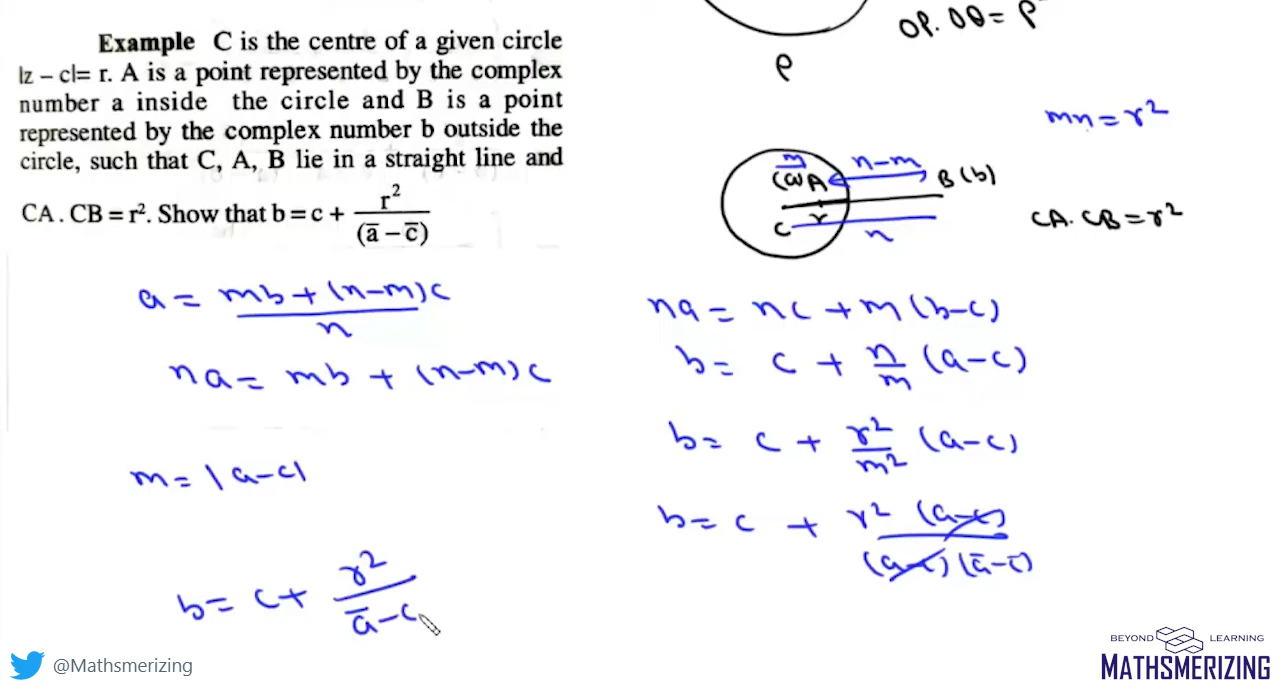 Example C is the centre of a given circle
|z – c|= r. A is a point represented by the complex
number a inside the circle and B is a point
represented by the complex number b outside the
circle, such that C, A, B lie in a straight line and
CA . CB = r². Show that b = c + r² / (ā – c̄)
OP. OQ = ρ
ρ
mn = r²
m
n-m
(a) A
B (b)
r
C
n
CA. CB = r²
a = (mb + (n-m)c) / n
na = mb + (n-m) c
m = |a-c|
b = c + r² / (ā - c
na = nc + m (b-c)
b = c + n/m (a-c)
b = c + r²/m² (a-c)
b = c + r² (a-c) / (a-c) (ā-c̄)
@Mathsmerizing
BEYOND LEARNING
MATHSMERIZING